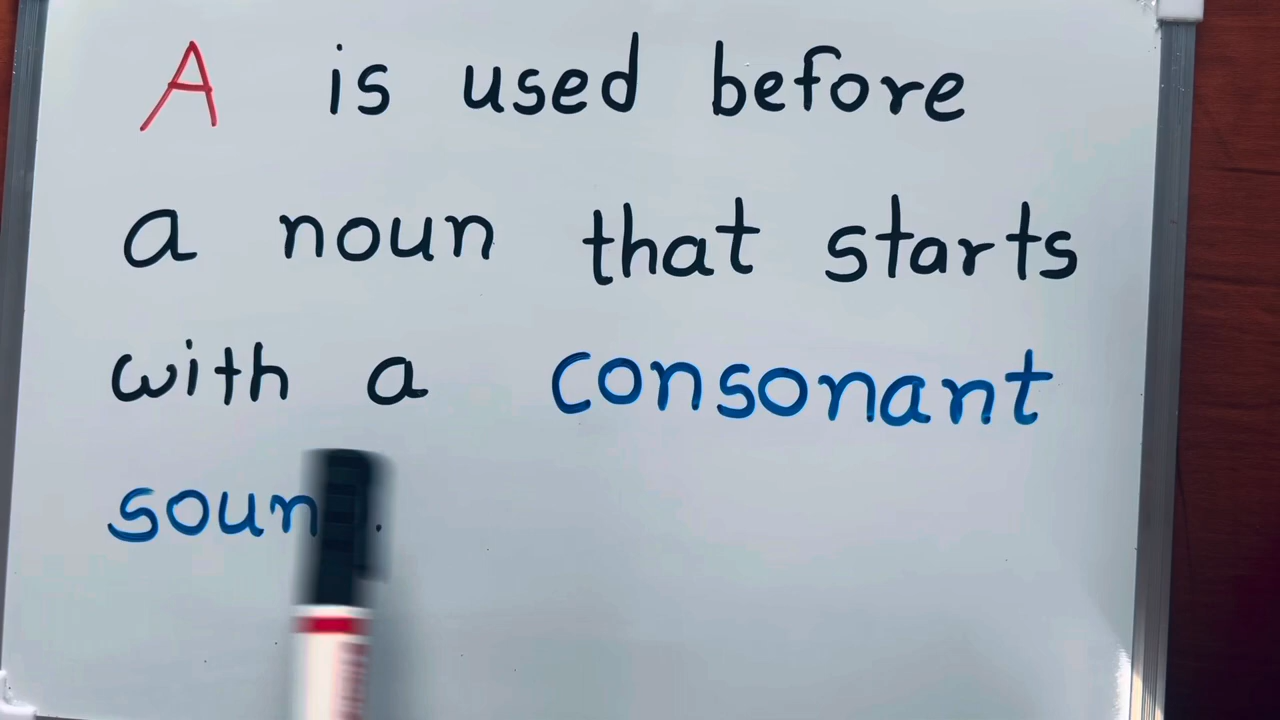 A is used before
a noun that starts
with a consonant
soun .